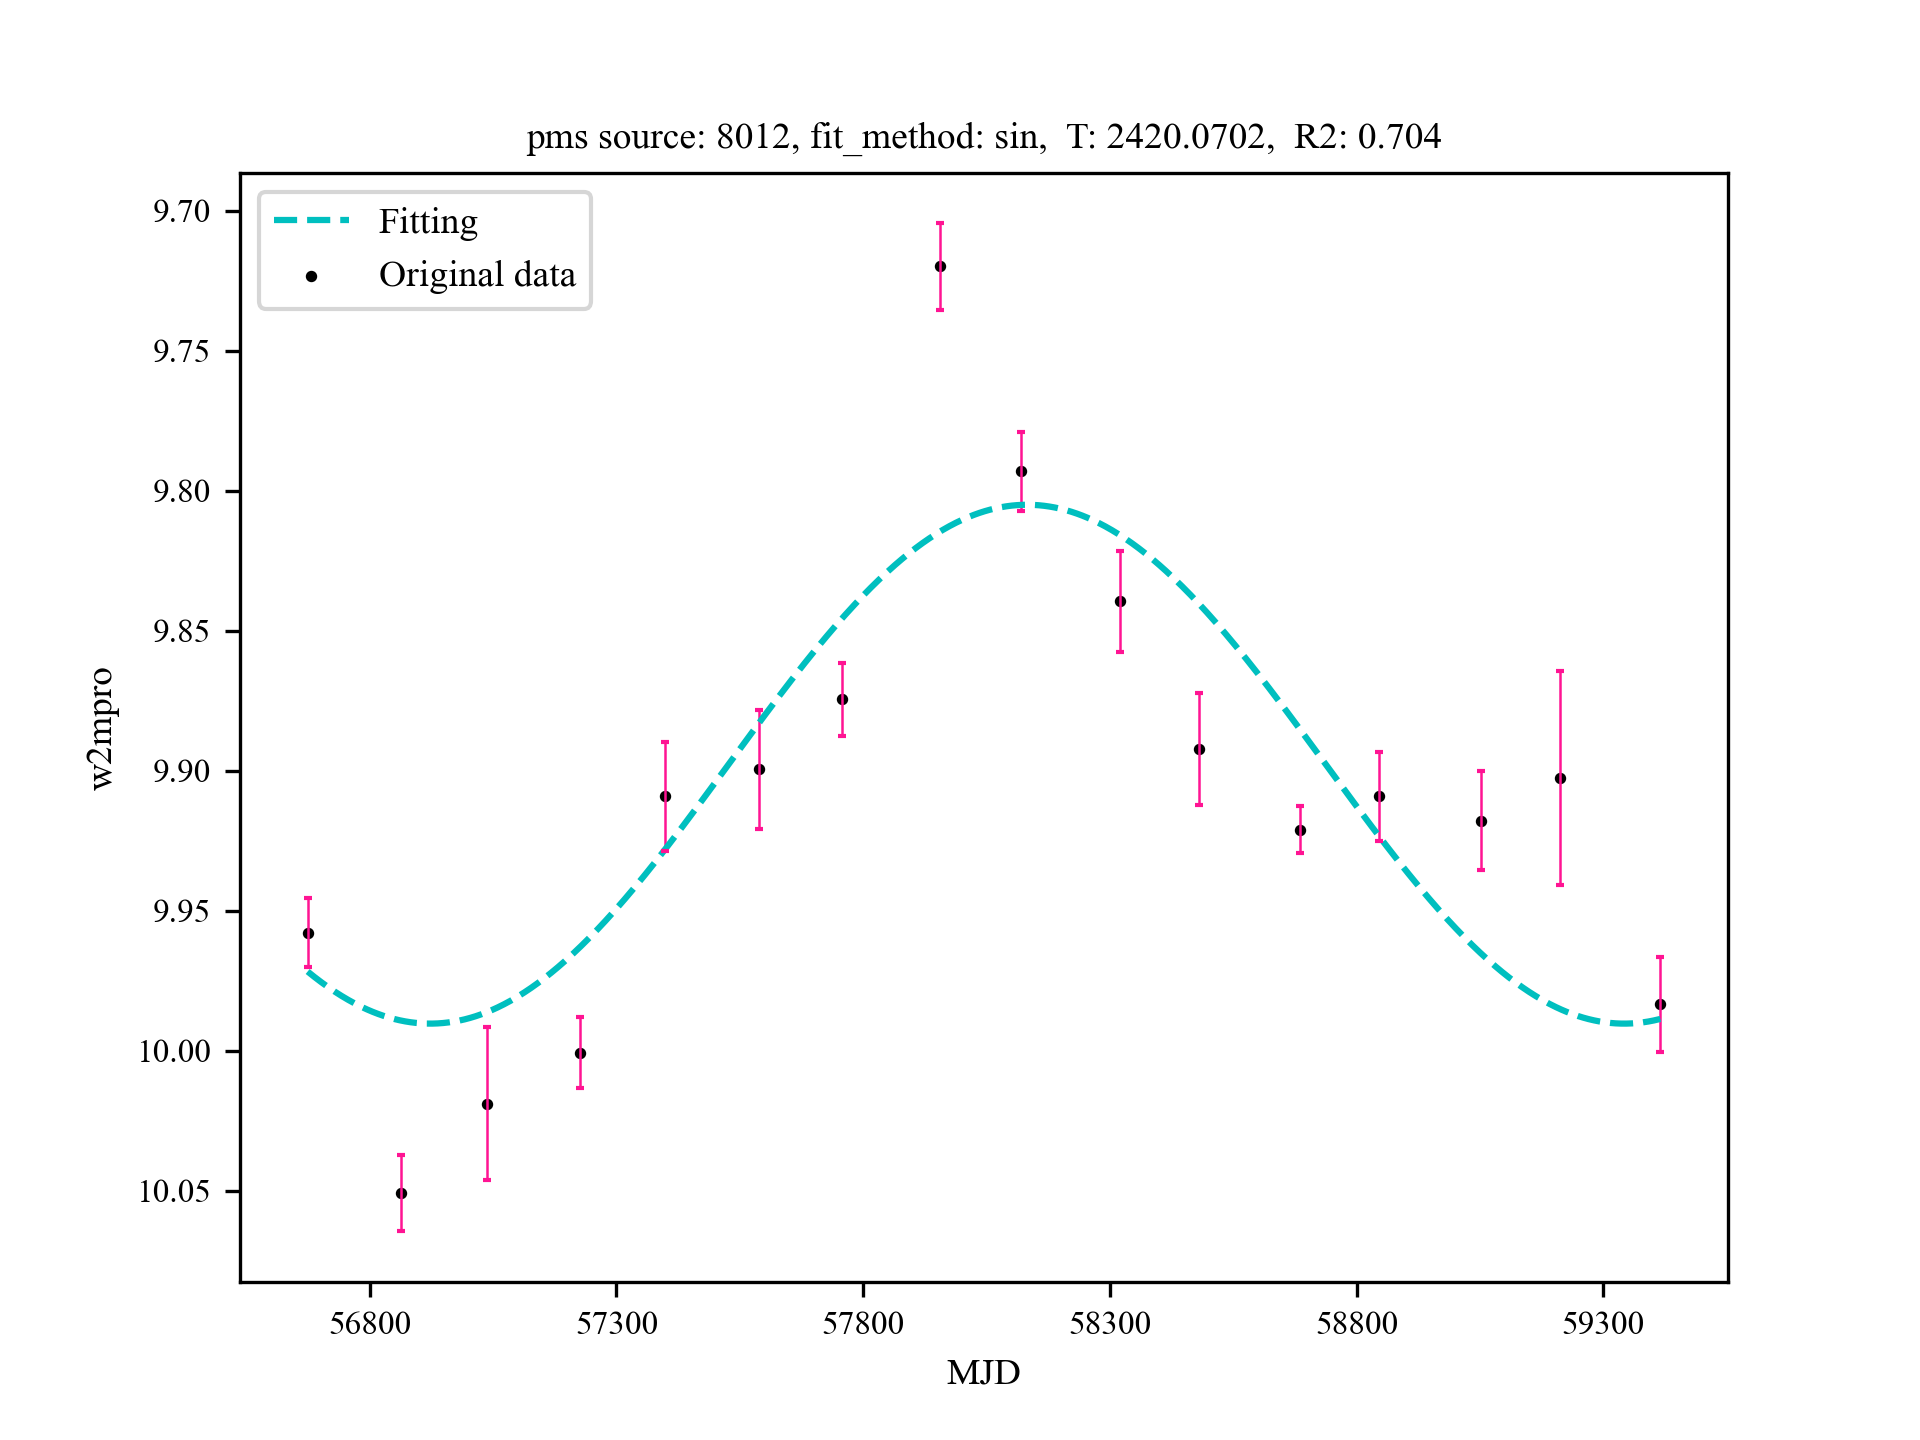 pms source: 8012, fit_method: sin,  T: 2420.0702,  R2: 0.704
Fitting
Original data
9.70
9.75
9.80
9.85
9.90
9.95
10.00
10.05
w2mpro
56800 57300 57800 58300 58800 59300
MJD